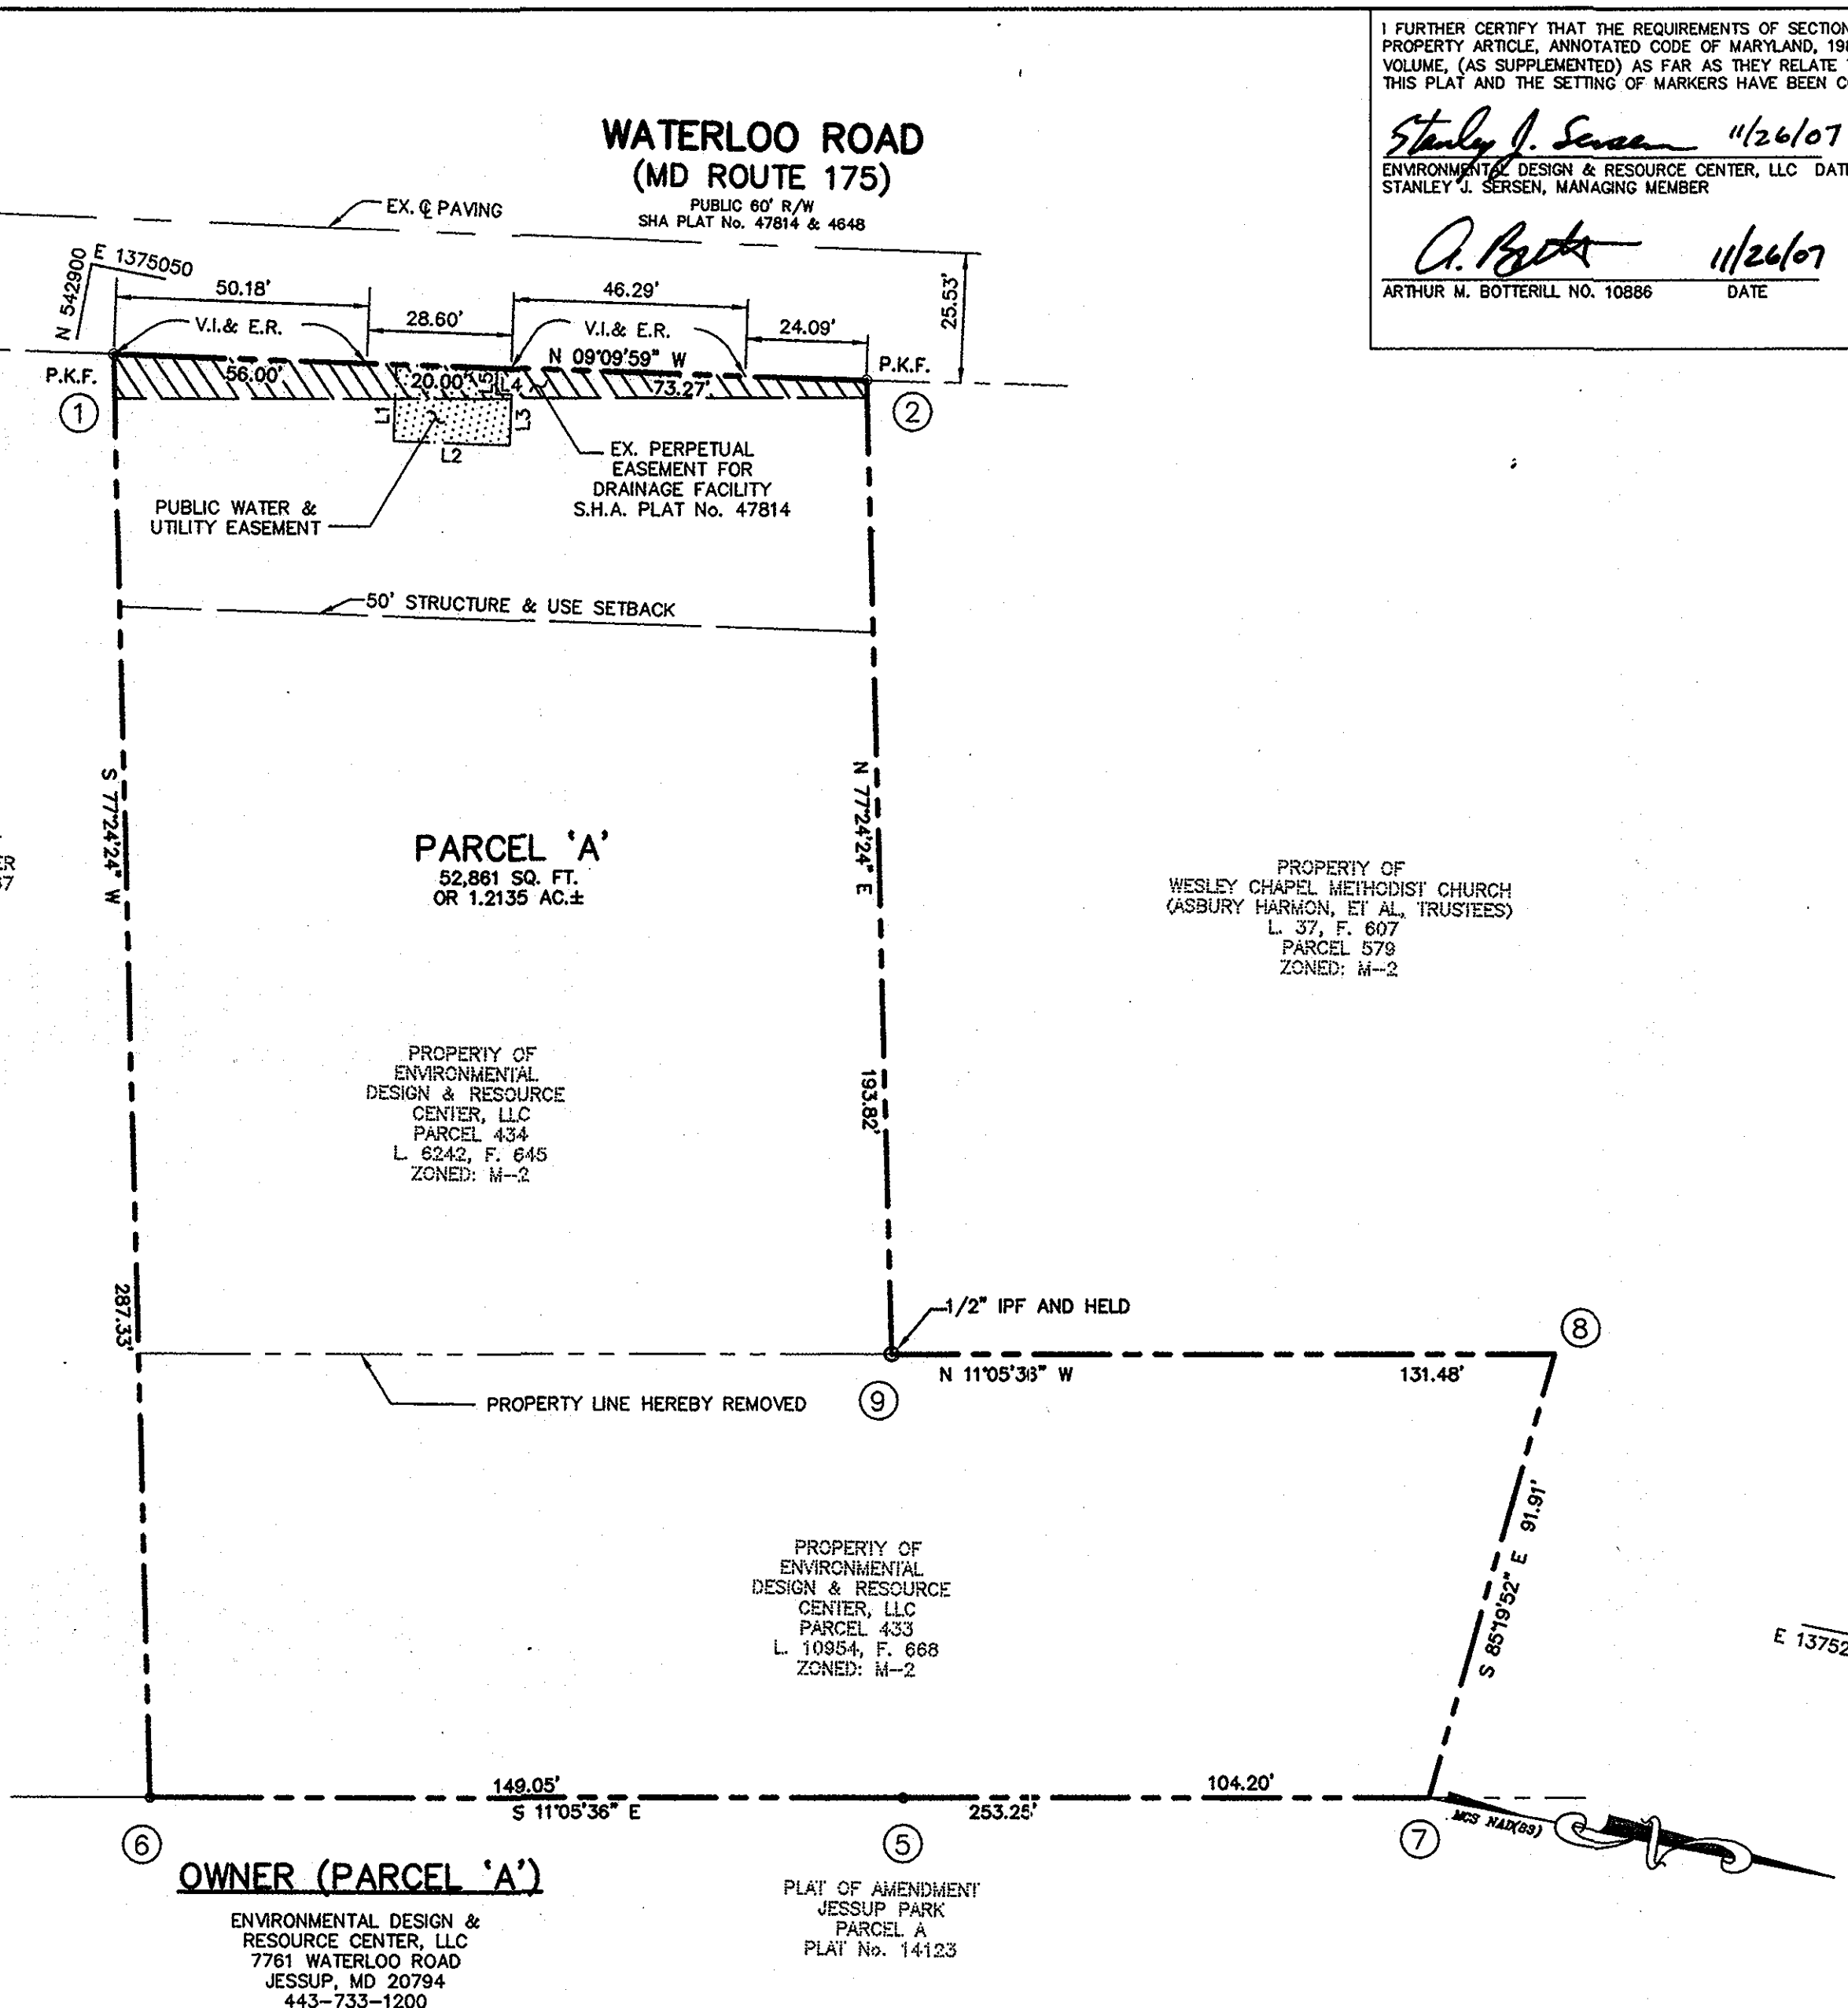 I FURTHER CERTIFY THAT THE REQUIREMENTS OF SECTION
PROPERTY ARTICLE, ANNOTATED CODE OF MARYLAND,
VOLUME, (AS SUPPLEMENTED) AS FAR AS THEY RELATE
THIS PLAT AND THE SETTING OF MARKERS HAVE BEEN
Stanley J. Sersen 11/26/07
ENVIRONMENTAL DESIGN & RESOURCE CENTER, LLC DATE
STANLEY J. SERSEN, MANAGING MEMBER
A. Bott 11/26/07
ARTHUR M. BOTTERILL NO. 10886 DATE
WATERLOO ROAD
(MD ROUTE 175)
PUBLIC 60' R/W
SHA PLAT No. 47814 & 4648
EX. ℄ PAVING
N 542900
E 1375050
50.18'
28.60'
46.29'
24.09'
25.53'
V.I.& E.R.
V.I.& E.R.
N 09°09'59" W
P.K.F.
P.K.F.
56.00'
20.00'
L5
L4
73.27'
1
2
L1
L3
L2
EX. PERPETUAL
EASEMENT FOR
DRAINAGE FACILITY
S.H.A. PLAT No. 47814
PUBLIC WATER &
UTILITY EASEMENT
50' STRUCTURE & USE SETBACK
S 77°24'24" W
287.33'
N 77°24'24" E
193.82'
PARCEL 'A'
52,861 SQ. FT.
OR 1.2135 AC.±
PROPERTY OF
WESLEY CHAPEL METHODIST CHURCH
(ASBURY HARMON, ET AL, TRUSTEES)
L. 37, F. 607
PARCEL 579
ZONED: M-2
PROPERTY OF
ENVIRONMENTAL
DESIGN & RESOURCE
CENTER, LLC
PARCEL 434
L. 6242, F. 645
ZONED: M-2
1/2" IPF AND HELD
8
N 11°05'36" W
131.48'
9
PROPERTY LINE HEREBY REMOVED
S 85°19'52" E 91.91'
PROPERTY OF
ENVIRONMENTAL
DESIGN & RESOURCE
CENTER, LLC
PARCEL 433
L. 10954, F. 668
ZONED: M-2
E 13752
149.05'
104.20'
S 11°05'36" E
253.25'
MCS NAD(83)
6
5
7
OWNER (PARCEL 'A')
ENVIRONMENTAL DESIGN &
RESOURCE CENTER, LLC
7761 WATERLOO ROAD
JESSUP, MD 20794
443-733-1200
PLAT OF AMENDMENT
JESSUP PARK
PARCEL A
PLAT No. 14123